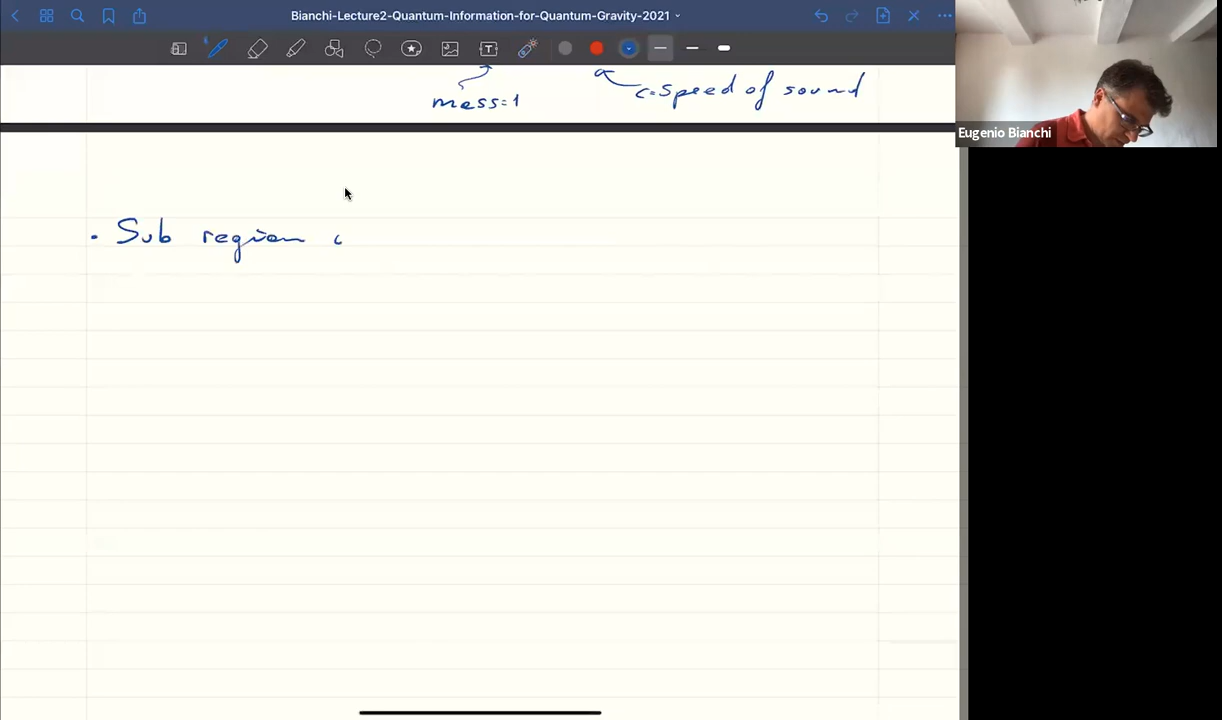 Bianchi-Lecture2-Quantum-Information-for-Quantum-Gravity-2021
mass=1
c=speed of sound
Eugenio Bianchi
· Sub region